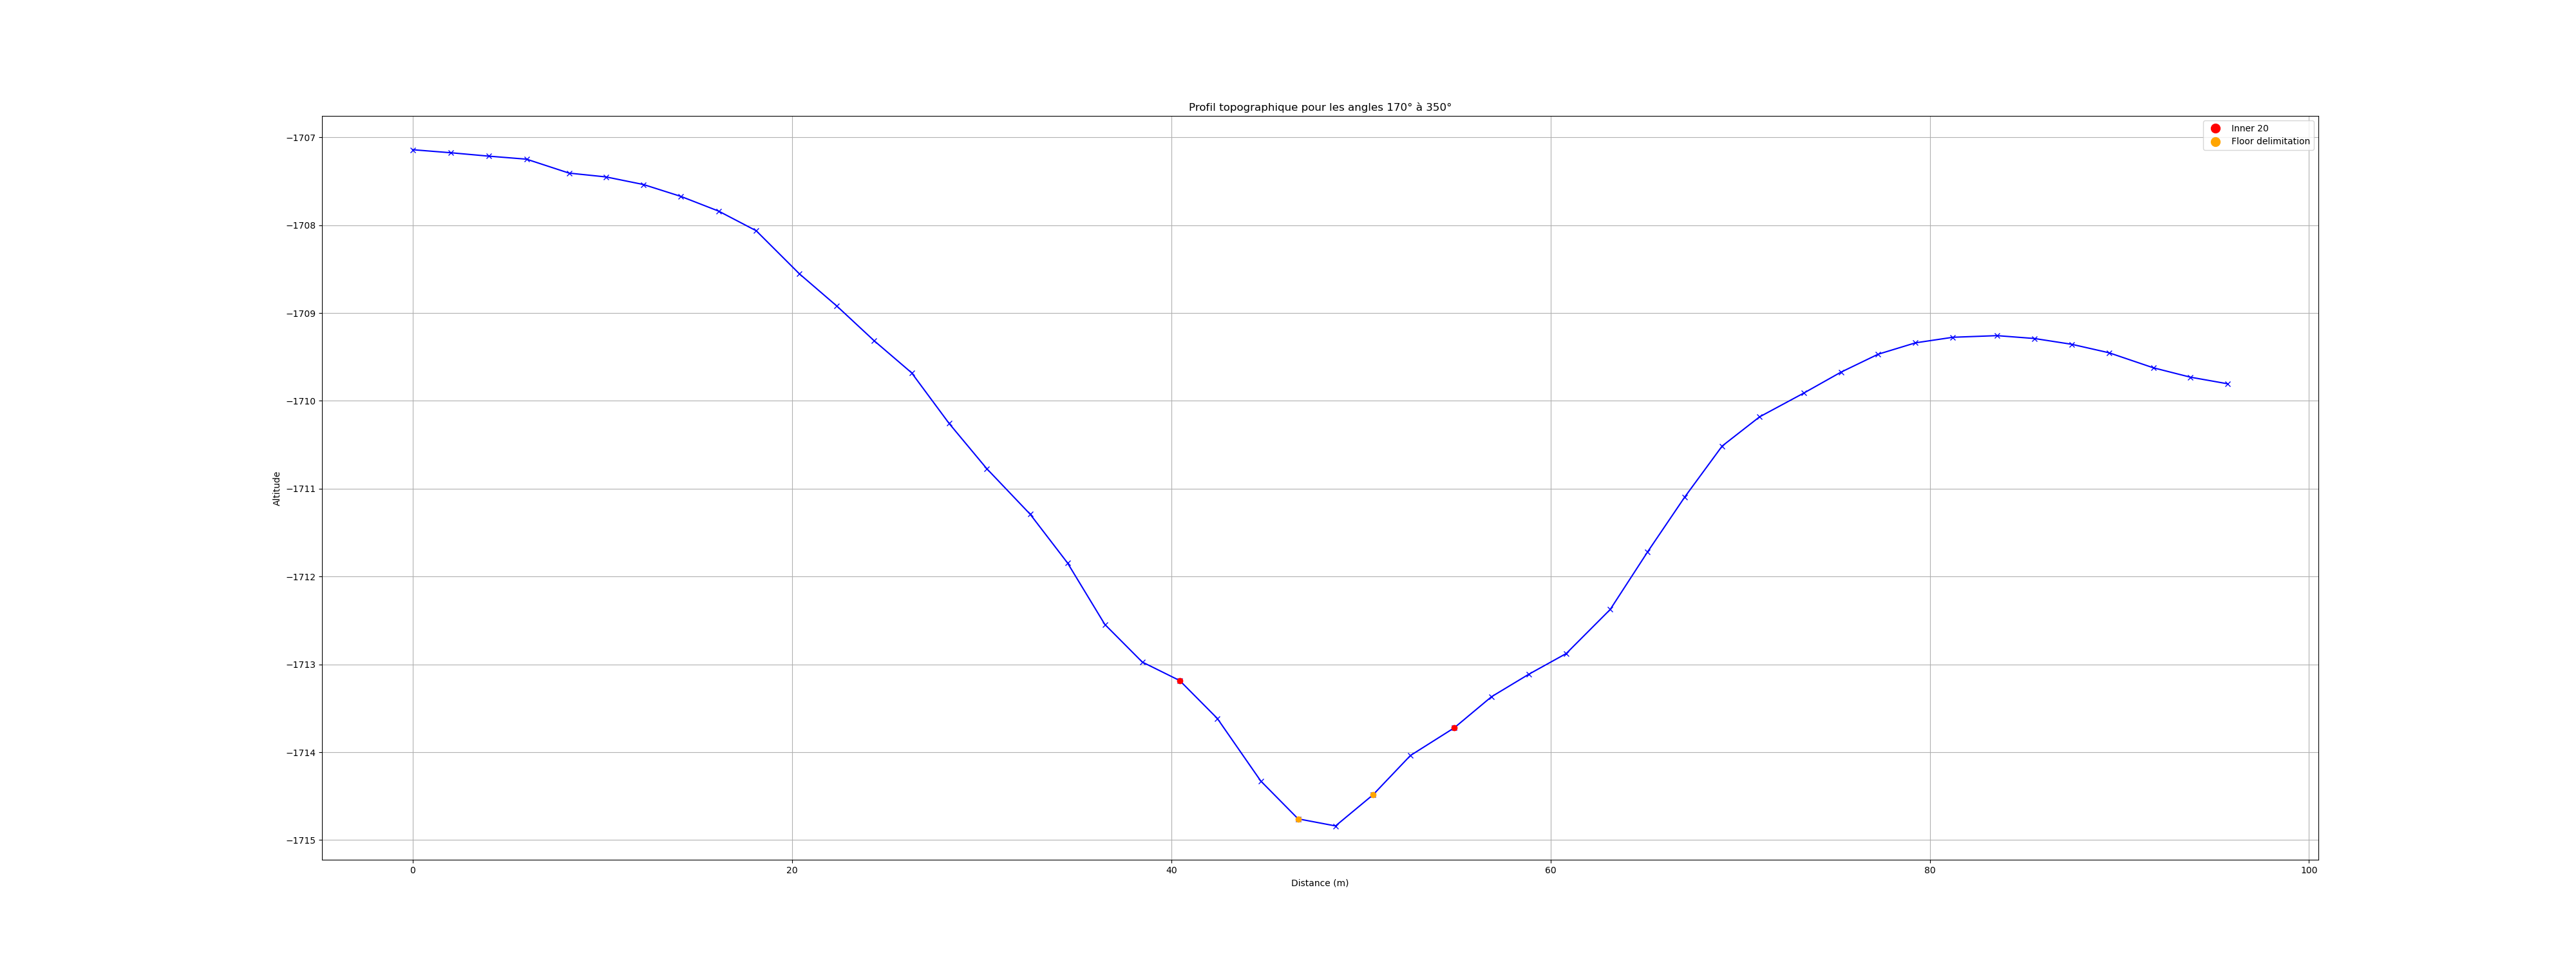 Profil topographique pour les angles 170° à 350°
Inner 20
Floor delimitation
−1707
−1708
−1709
−1710
−1711
−1712
−1713
−1714
−1715
Altitude
0 20 40 60 80 100
Distance (m)